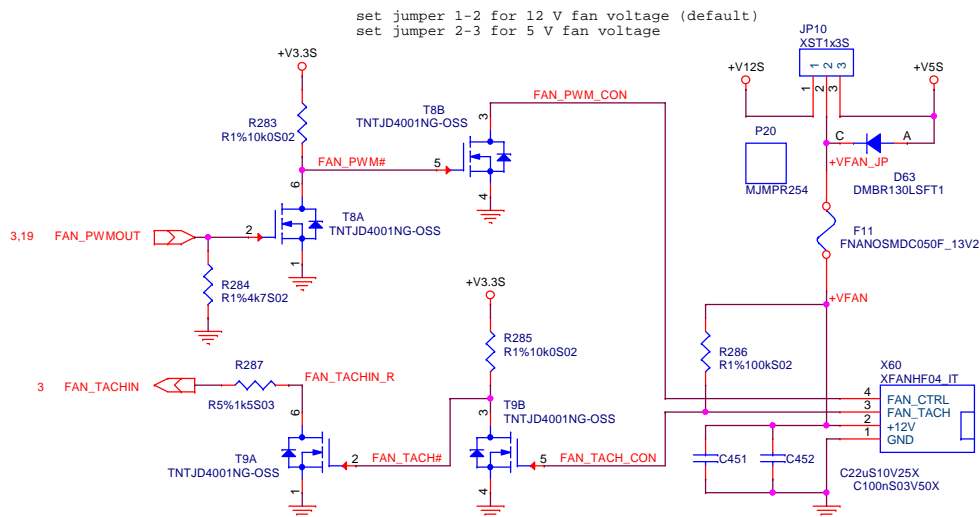 set jumper 1-2 for 12 V fan voltage (default)
set jumper 2-3 for 5 V fan voltage
JP10
XST1x3S
1 2 3
+V12S
+V5S
1
2
3
+V3.3S
R283
R1%10k0S02
T8B
TNTJD4001NG-OSS
3
FAN_PWM_CON
FAN_PWM#
5
4
6
T8A
TNTJD4001NG-OSS
2
1
3,19 FAN_PWMOUT
R284
R1%4k7S02
P20
MJMPR254
C
A
+VFAN_JP
D63
DMBR130LSFT1
F11
FNANOSMDC050F_13V2
+VFAN
+V3.3S
R285
R1%10k0S02
R286
R1%100kS02
R287
R5%1k5S03
3 FAN_TACHIN
FAN_TACHIN_R
6
T9A
TNTJD4001NG-OSS
2
1
FAN_TACH#
T9B
TNTJD4001NG-OSS
3
5
4
FAN_TACH_CON
X60
XFANHF04_IT
4 FAN_CTRL
3 FAN_TACH
2 +12V
1 GND
C451
C452
C22uS10V25X
C100nS03V50X